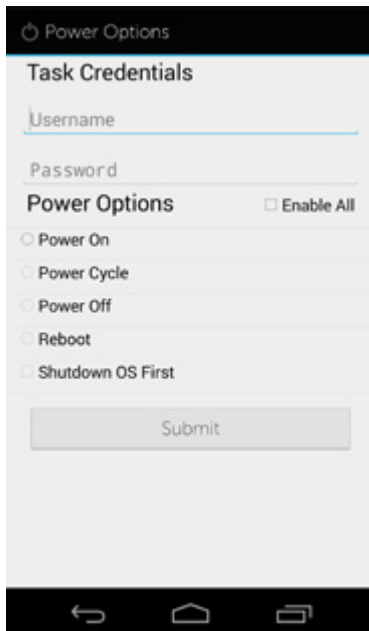 Power Options
Task Credentials
Username
Password
Power Options Enable All
Power On
Power Cycle
Power Off
Reboot
Shutdown OS First
Submit